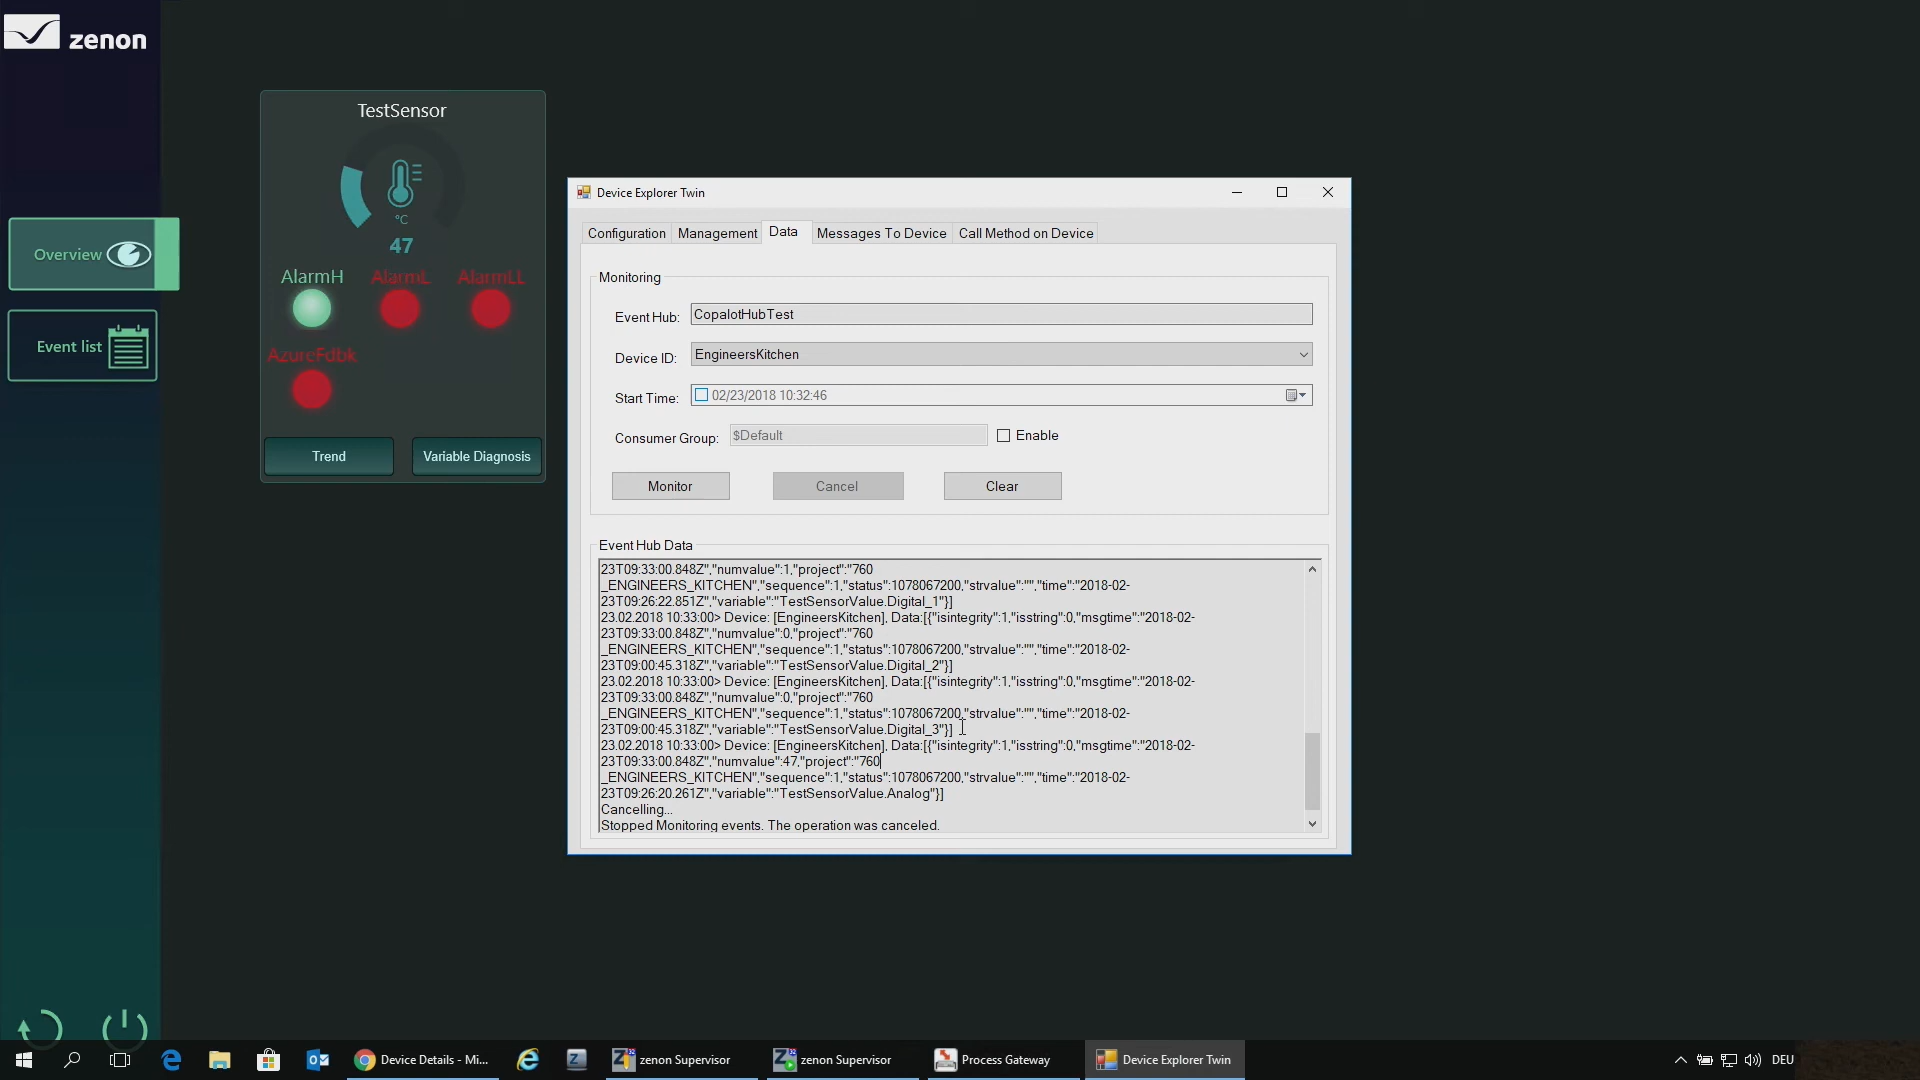 zenon
Overview
Event list
TestSensor
°C
47
AlarmH
AlarmL
AlarmLL
AzureFdbk
Trend
Variable Diagnosis
Device Explorer Twin
Configuration
Management
Data
Messages To Device
Call Method on Device
Monitoring
Event Hub:
CopalotHubTest
Device ID:
EngineersKitchen
Start Time:
02/23/2018 10:32:46
Consumer Group:
$Default
Enable
Monitor
Cancel
Clear
Event Hub Data
23T09:33:00.848Z","numvalue":1,"project":"760
_ENGINEERS_KITCHEN","sequence":1,"status":1078067200,"strvalue":"","time":"2018-02-
23T09:26:22.851Z","variable":"TestSensorValue.Digital_1"}]
23.02.2018 10:33:00> Device: [EngineersKitchen], Data:[{"isintegrity":1,"isstring":0,"msgtime":"2018-02-
23T09:33:00.848Z","numvalue":0,"project":"760
_ENGINEERS_KITCHEN","sequence":1,"status":1078067200,"strvalue":"","time":"2018-02-
23T09:00:45.318Z","variable":"TestSensorValue.Digital_2"}]
23.02.2018 10:33:00> Device: [EngineersKitchen], Data:[{"isintegrity":1,"isstring":0,"msgtime":"2018-02-
23T09:33:00.848Z","numvalue":0,"project":"760
_ENGINEERS_KITCHEN","sequence":1,"status":1078067200,"strvalue":"","time":"2018-02-
23T09:00:45.318Z","variable":"TestSensorValue.Digital_3"}]
23.02.2018 10:33:00> Device: [EngineersKitchen], Data:[{"isintegrity":1,"isstring":0,"msgtime":"2018-02-
23T09:33:00.848Z","numvalue":47,"project":"760
_ENGINEERS_KITCHEN","sequence":1,"status":1078067200,"strvalue":"","time":"2018-02-
23T09:26:20.261Z","variable":"TestSensorValue.Analog"}]
Cancelling...
Stopped Monitoring events. The operation was canceled.
Device Details - Mi...
zenon Supervisor
zenon Supervisor
Process Gateway
Device Explorer Twin
DEU